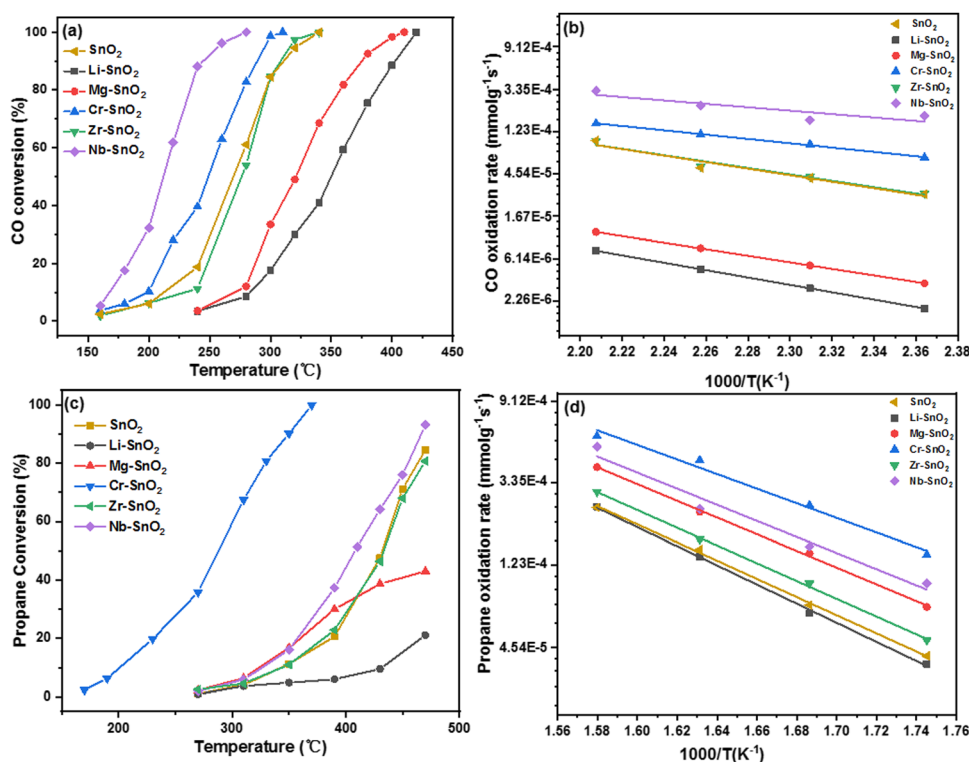 (a)
SnO₂
Li-SnO₂
Mg-SnO₂
Cr-SnO₂
Zr-SnO₂
Nb-SnO₂
CO conversion (%)
100
80
60
40
20
0
150 200 250 300 350 400 450
Temperature (℃)
(b)
SnO₂
Li-SnO₂
Mg-SnO₂
Cr-SnO₂
Zr-SnO₂
Nb-SnO₂
CO oxidation rate (mmolg⁻¹s⁻¹)
9.12E-4
3.35E-4
1.23E-4
4.54E-5
1.67E-5
6.14E-6
2.26E-6
2.20 2.22 2.24 2.26 2.28 2.30 2.32 2.34 2.36 2.38
1000/T(K⁻¹)
(c)
SnO₂
Li-SnO₂
Mg-SnO₂
Cr-SnO₂
Zr-SnO₂
Nb-SnO₂
Propane Conversion (%)
100
80
60
40
20
0
200 300 400 500
Temperature (℃)
(d)
SnO₂
Li-SnO₂
Mg-SnO₂
Cr-SnO₂
Zr-SnO₂
Nb-SnO₂
Propane oxidation rate (mmolg⁻¹s⁻¹)
9.12E-4
3.35E-4
1.23E-4
4.54E-5
1.56 1.58 1.60 1.62 1.64 1.66 1.68 1.70 1.72 1.74 1.76
1000/T(K⁻¹)